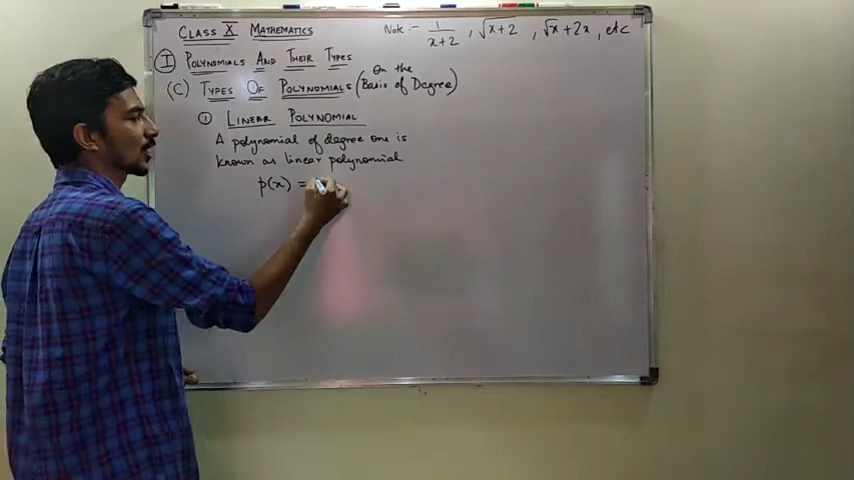 CLASS X MATHEMATICS
Note:- 1/(x+2), √(x+2), √x+2x, etc
I POLYNOMIALS AND THEIR TYPES
(C) TYPES OF POLYNOMIALS (On the Basis of Degree)
① LINEAR POLYNOMIAL
A polynomial of degree one is
known as linear polynomial
p(x) =